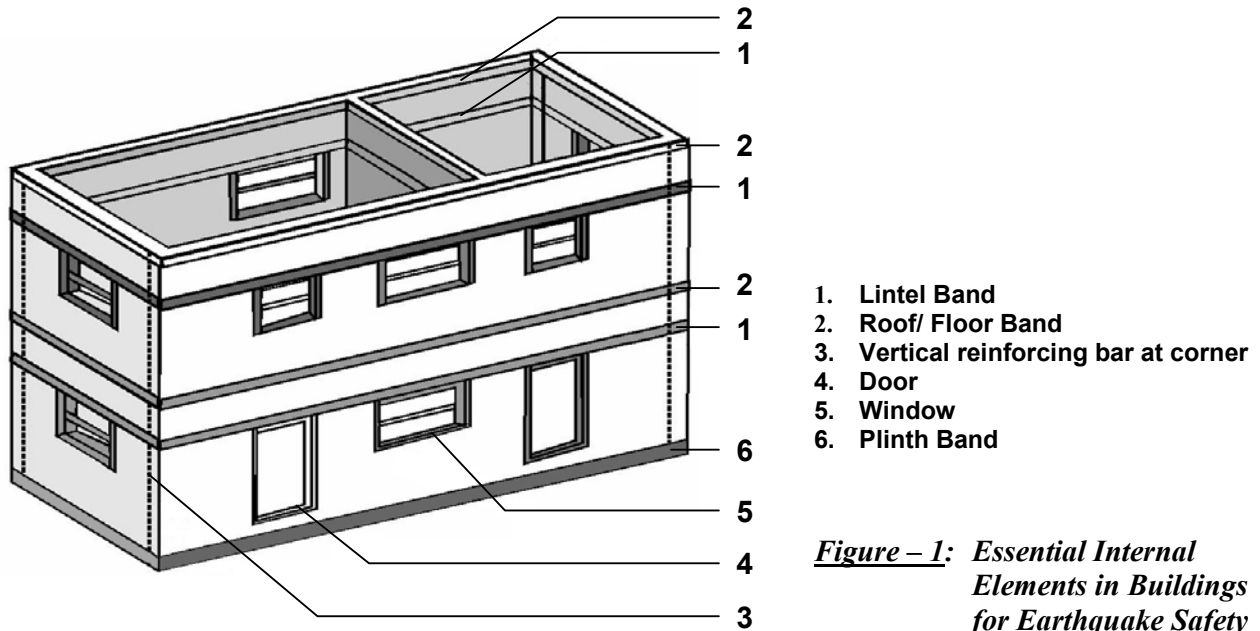 2
1
2
1
2
1
6
5
4
3
1. Lintel Band
2. Roof/ Floor Band
3. Vertical reinforcing bar at corner
4. Door
5. Window
6. Plinth Band
Figure – 1: Essential Internal
Elements in Buildings
for Earthquake Safety